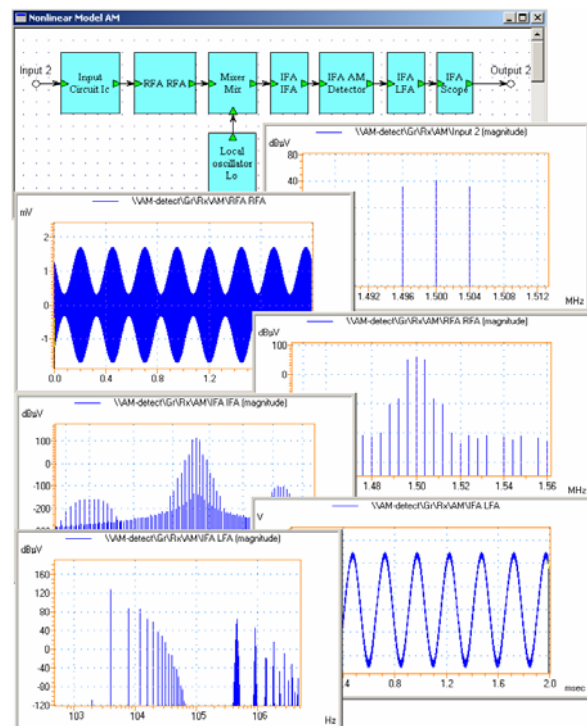 Nonlinear Model AM
Input 2
Input Circuit Ic
RFA RFA
Mixer Mix
IFA IFA
IFA AM Detector
IFA LFA
IFA Scope
Output 2
Local oscillator Lo
\\AM-detect\Gr\Rx\AM\Input 2 (magnitude)
dBµV
80
40
1.492 1.496 1.500 1.504 1.508 1.512
MHz
\\AM-detect\Gr\Rx\AM\RFA RFA
mV
2
1
0
-1
0.0 0.4 0.8 1.2 1.6
\\AM-detect\Gr\Rx\AM\RFA RFA (magnitude)
dBµV
100
0
1.48 1.50 1.52 1.54 1.56
MHz
\\AM-detect\Gr\Rx\AM\IFA IFA (magnitude)
dBµV
100
0
-100
-200
\\AM-detect\Gr\Rx\AM\IFA LFA
V
1.6 2.0
msec
\\AM-detect\Gr\Rx\AM\IFA LFA (magnitude)
dBµV
160
120
80
40
0
-40
-80
-120
103 104 105 106
Hz